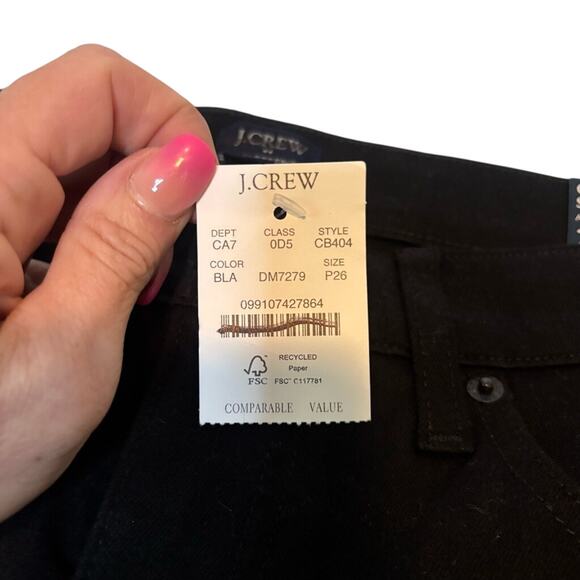 J.CREW
J.CREW
DEPT CLASS STYLE
CA7 0D5 CB404
COLOR SIZE
BLA DM7279 P26
099107427864
RECYCLED
Paper
FSC
FSC™ C117781
COMPARABLE VALUE